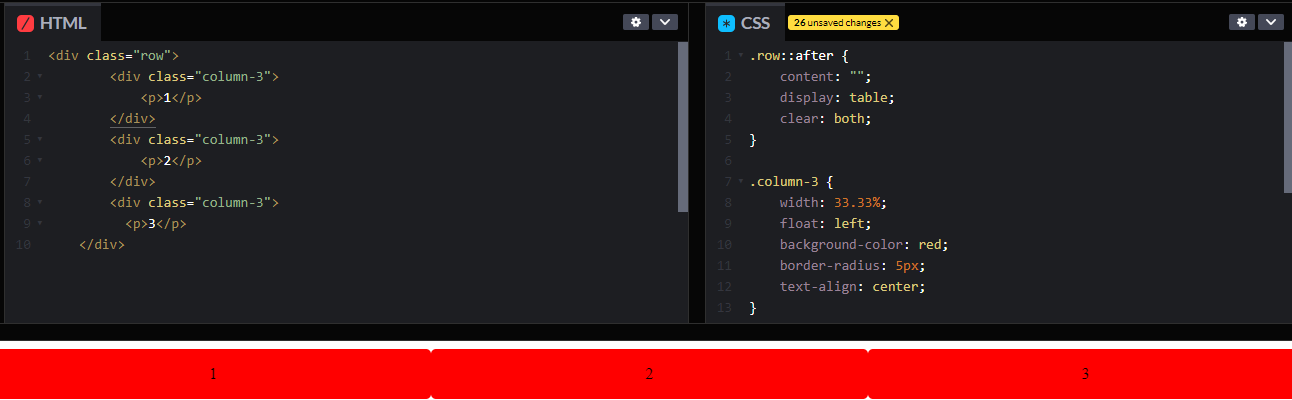 HTML
1 <div class="row">
2 <div class="column-3">
3 <p>1</p>
4 </div>
5 <div class="column-3">
6 <p>2</p>
7 </div>
8 <div class="column-3">
9 <p>3</p>
10 </div>
CSS 26 unsaved changes ✕
1 .row::after {
2 content: "";
3 display: table;
4 clear: both;
5 }
6
7 .column-3 {
8 width: 33.33%;
9 float: left;
10 background-color: red;
11 border-radius: 5px;
12 text-align: center;
13 }
1 2 3